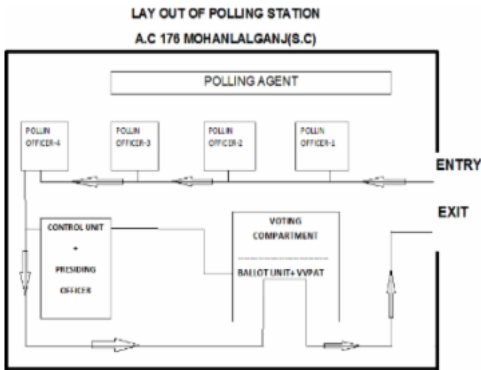 LAY OUT OF POLLING STATION
A.C 176 MOHANLALGANJ(S.C)
POLLING AGENT
POLLIN
OFFICER-4
POLLIN
OFFICER-3
POLLIN
OFFICER-2
POLLIN
OFFICER-1
ENTRY
EXIT
CONTROL UNIT
+
PRESIDING
OFFICER
VOTING
COMPARTMENT
BALLOT UNIT+ VVPAT